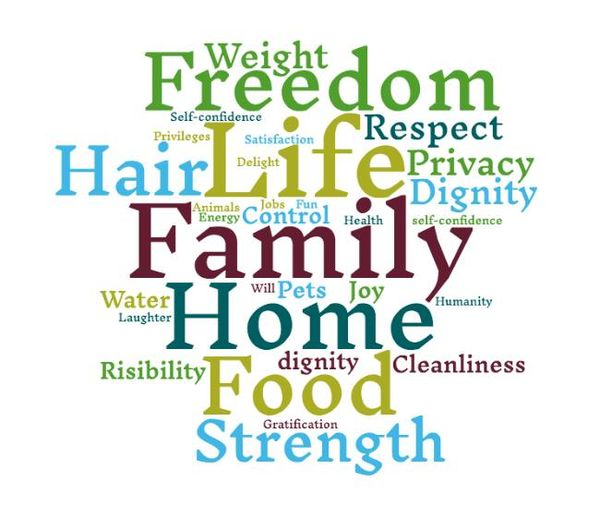 Weight
Freedom
Self-confidence
Life
Respect
Privileges
Satisfaction
Hair
Delight
Privacy
Dignity
Animals
Jobs
Fun
Energy
Control
Health
self-confidence
Family
Will
Pets
Joy
Water
Humanity
Laughter
Home
Risibility
dignity
Cleanliness
Food
Gratification
Strength